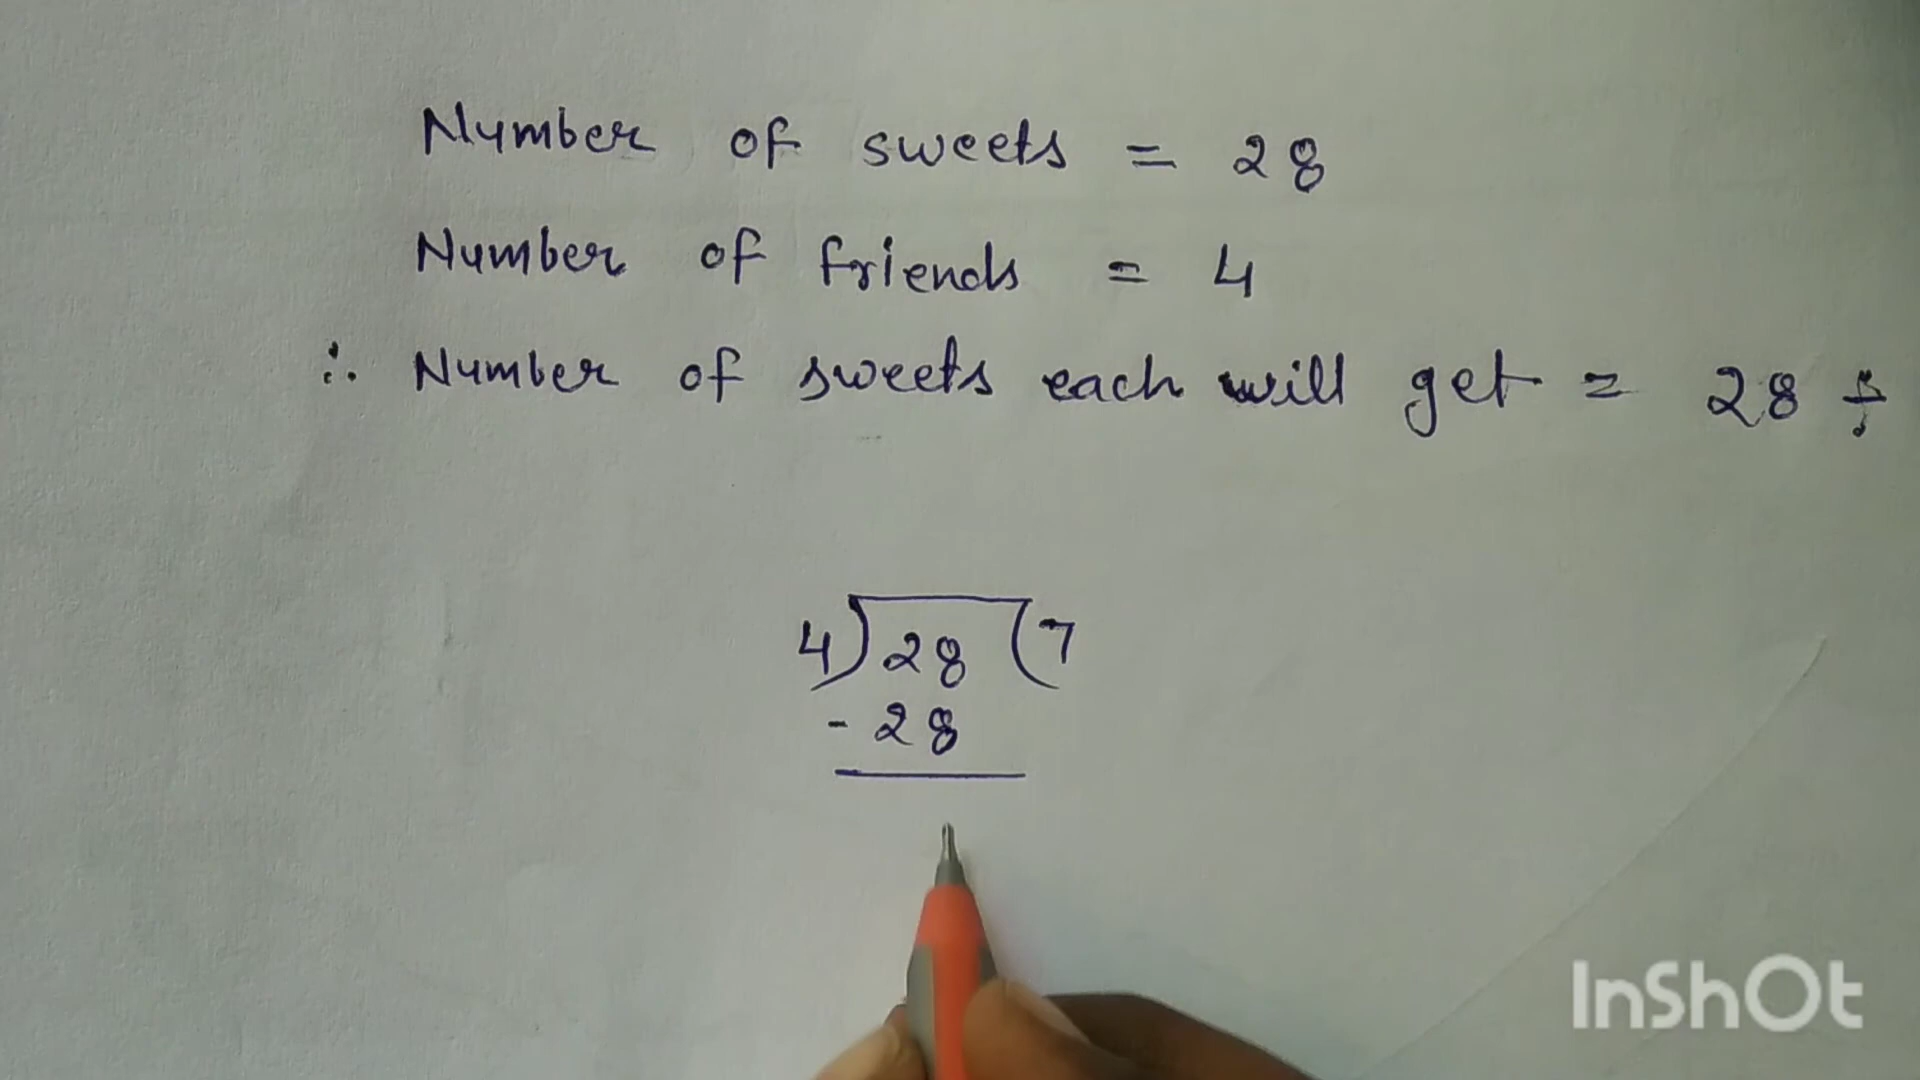 Number of sweets = 28
Number of friends = 4
∴ Number of sweets each will get = 28 ÷
4) 28 (7
- 28
InShOt